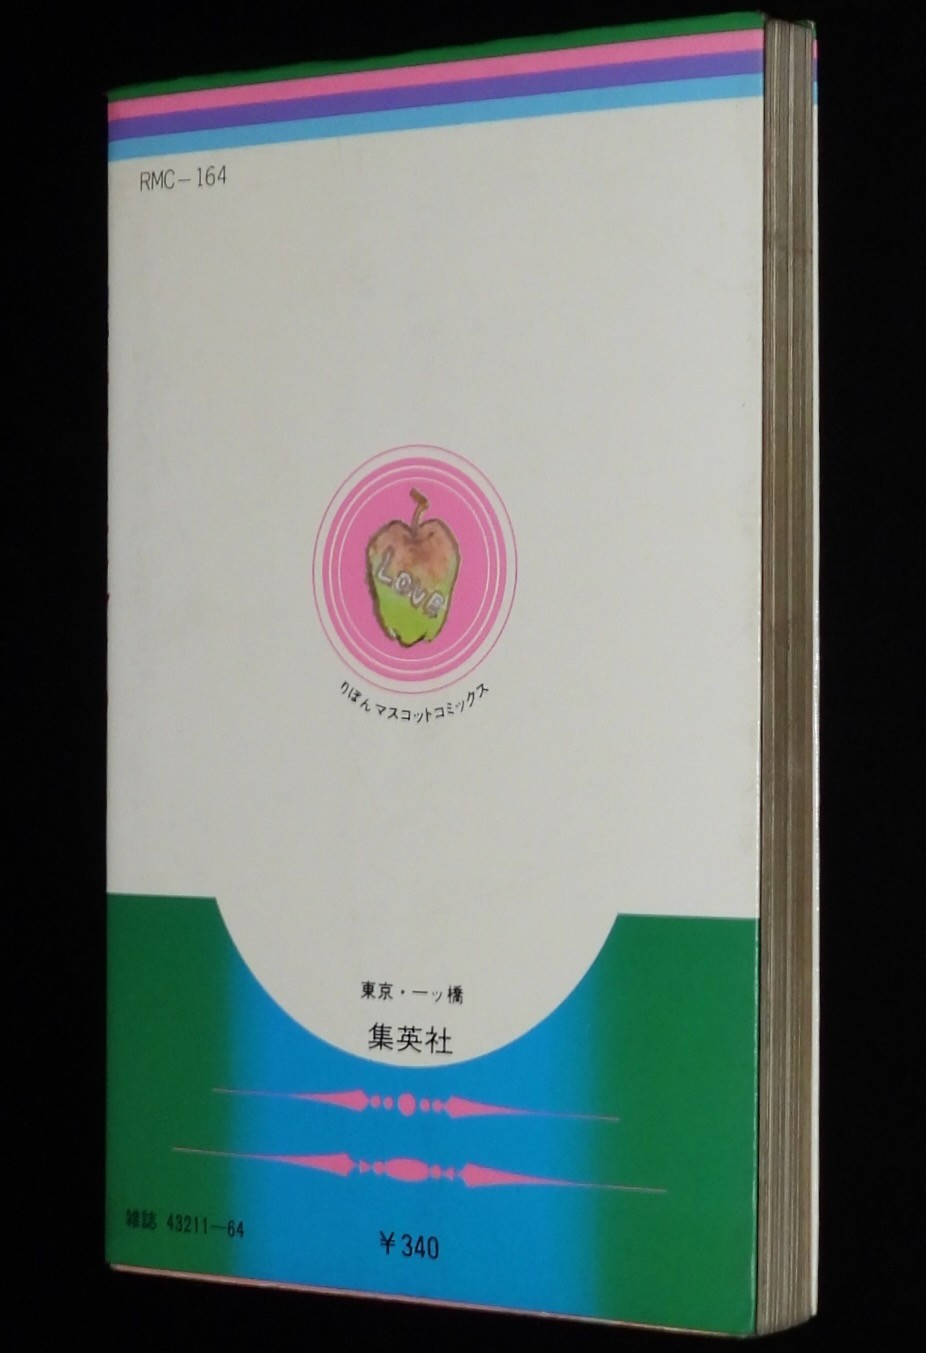 RMC-164
LOVE
りぼんマスコットコミックス
東京・一ツ橋
集英社
雑誌 43211-64
¥340